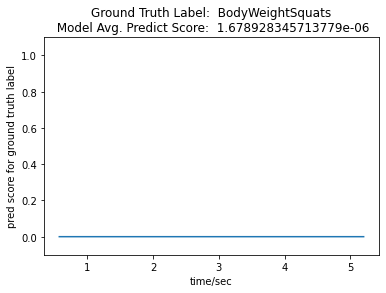 Ground Truth Label:  BodyWeightSquats
Model Avg. Predict Score:  1.678928345713779e-06
pred score for ground truth label
1.0
0.8
0.6
0.4
0.2
0.0
1 2 3 4 5
time/sec